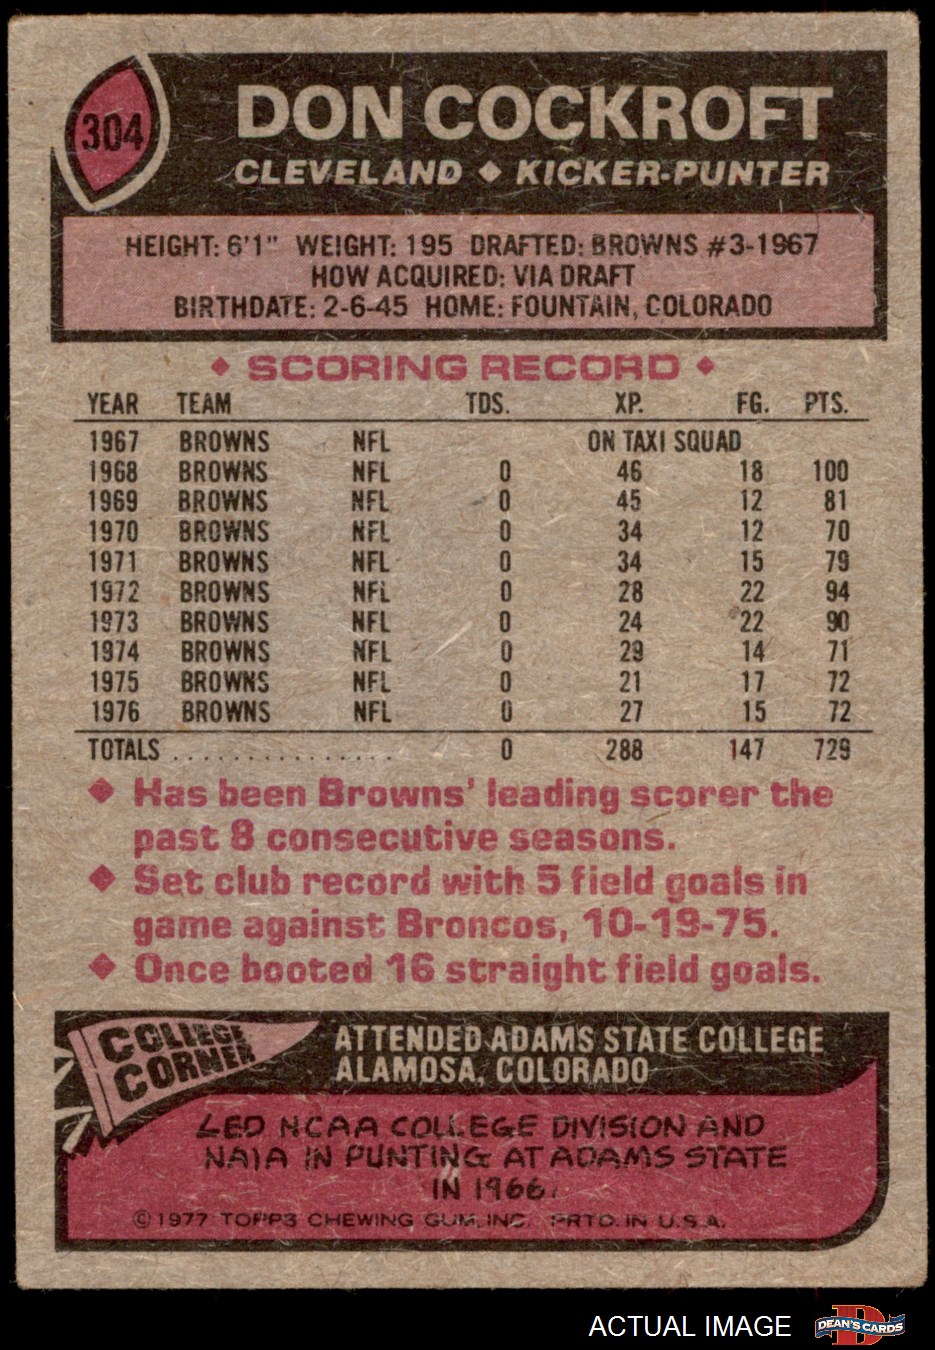 304
DON COCKROFT
CLEVELAND ◆ KICKER-PUNTER
HEIGHT: 6'1" WEIGHT: 195 DRAFTED: BROWNS #3-1967
HOW ACQUIRED: VIA DRAFT
BIRTHDATE: 2-6-45 HOME: FOUNTAIN, COLORADO
◆ SCORING RECORD ◆
YEAR TEAM TDS. XP. FG. PTS.
1967 BROWNS NFL ON TAXI SQUAD
1968 BROWNS NFL 0 46 18 100
1969 BROWNS NFL 0 45 12 81
1970 BROWNS NFL 0 34 12 70
1971 BROWNS NFL 0 34 15 79
1972 BROWNS NFL 0 28 22 94
1973 BROWNS NFL 0 24 22 90
1974 BROWNS NFL 0 29 14 71
1975 BROWNS NFL 0 21 17 72
1976 BROWNS NFL 0 27 15 72
TOTALS ............... 0 288 147 729
◆ Has been Browns' leading scorer the
past 8 consecutive seasons.
◆ Set club record with 5 field goals in
game against Broncos, 10-19-75.
◆ Once booted 16 straight field goals.
COLLEGE
CORNER
ATTENDED ADAMS STATE COLLEGE
ALAMOSA, COLORADO
LED NCAA COLLEGE DIVISION AND
NAIA IN PUNTING AT ADAMS STATE
IN 1966.
© 1977 TOPPS CHEWING GUM, INC. PRTD. IN U.S.A.
ACTUAL IMAGE
DEAN'S CARDS